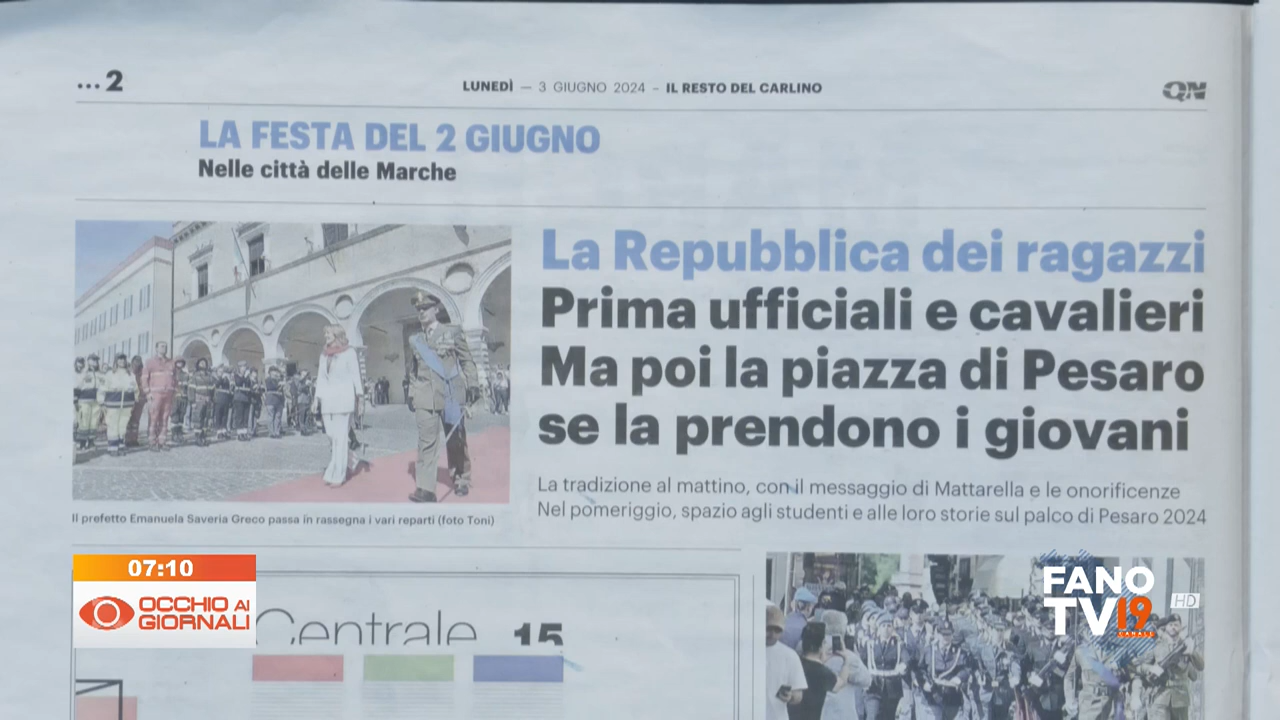 ...2
LUNEDÌ — 3 GIUGNO 2024 – IL RESTO DEL CARLINO
QN
LA FESTA DEL 2 GIUGNO
Nelle città delle Marche
La Repubblica dei ragazzi
Prima ufficiali e cavalieri
Ma poi la piazza di Pesaro
se la prendono i giovani
La tradizione al mattino, con il messaggio di Mattarella e le onorificenze
Nel pomeriggio, spazio agli studenti e alle loro storie sul palco di Pesaro 2024
Il prefetto Emanuela Saveria Greco passa in rassegna i vari reparti (foto Toni)
07:10
OCCHIO AI
GIORNALI
Centrale 15
FANO
TV19
HD